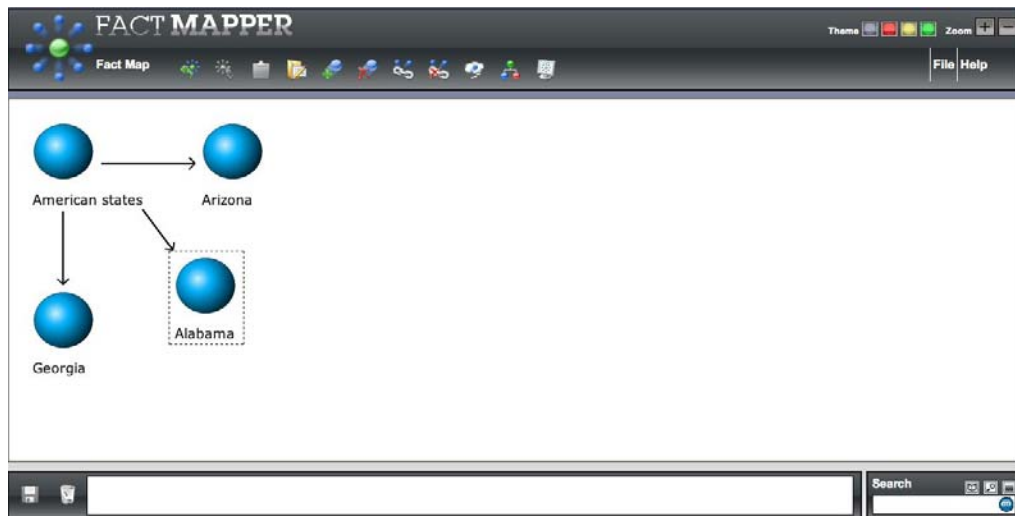 FACT MAPPER
Theme Zoom
Fact Map
File Help
American states
Arizona
Alabama
Georgia
Search